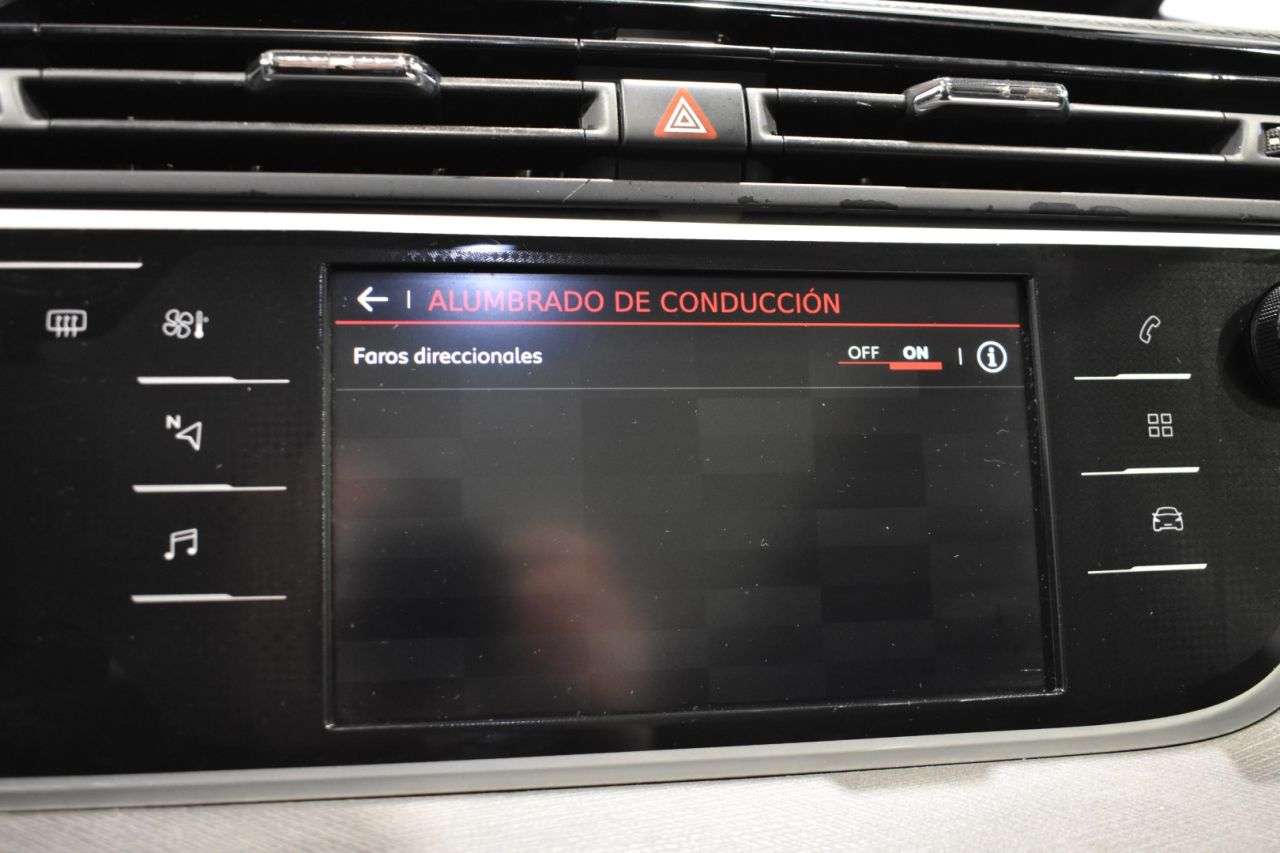 ALUMBRADO DE CONDUCCIÓN
Faros direccionales OFF ON
N